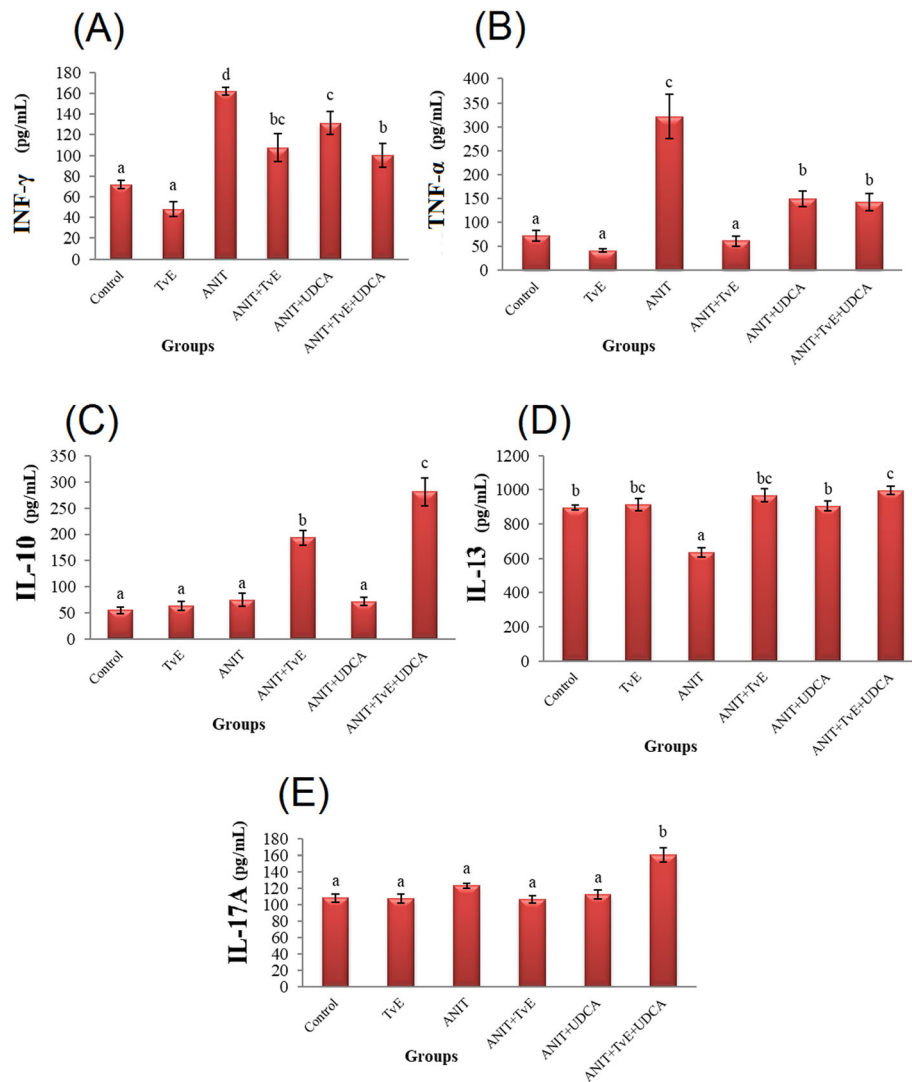 (A)
INF-γ (pg/mL)
180
160
140
120
100
80
60
40
20
0
a
a
d
bc
c
b
Control
TvE
ANIT
ANIT+TvE
ANIT+UDCA
ANIT+TvE+UDCA
Groups
(B)
TNF-α (pg/mL)
400
350
300
250
200
150
100
50
0
a
a
c
a
b
b
Control
TvE
ANIT
ANIT+TvE
ANIT+UDCA
ANIT+TvE+UDCA
Groups
(C)
IL-10 (pg/mL)
350
300
250
200
150
100
50
0
a
a
a
b
a
c
Control
TvE
ANIT
ANIT+TvE
ANIT+UDCA
ANIT+TvE+UDCA
Groups
(D)
IL-13 (pg/mL)
1200
1000
800
600
400
200
0
b
bc
a
bc
b
c
Control
TvE
ANIT
ANIT+TvE
ANIT+UDCA
ANIT+TvE+UDCA
Groups
(E)
IL-17A (pg/mL)
180
160
140
120
100
80
60
40
20
0
a
a
a
a
a
b
Control
TvE
ANIT
ANIT+TvE
ANIT+UDCA
ANIT+TvE+UDCA
Groups